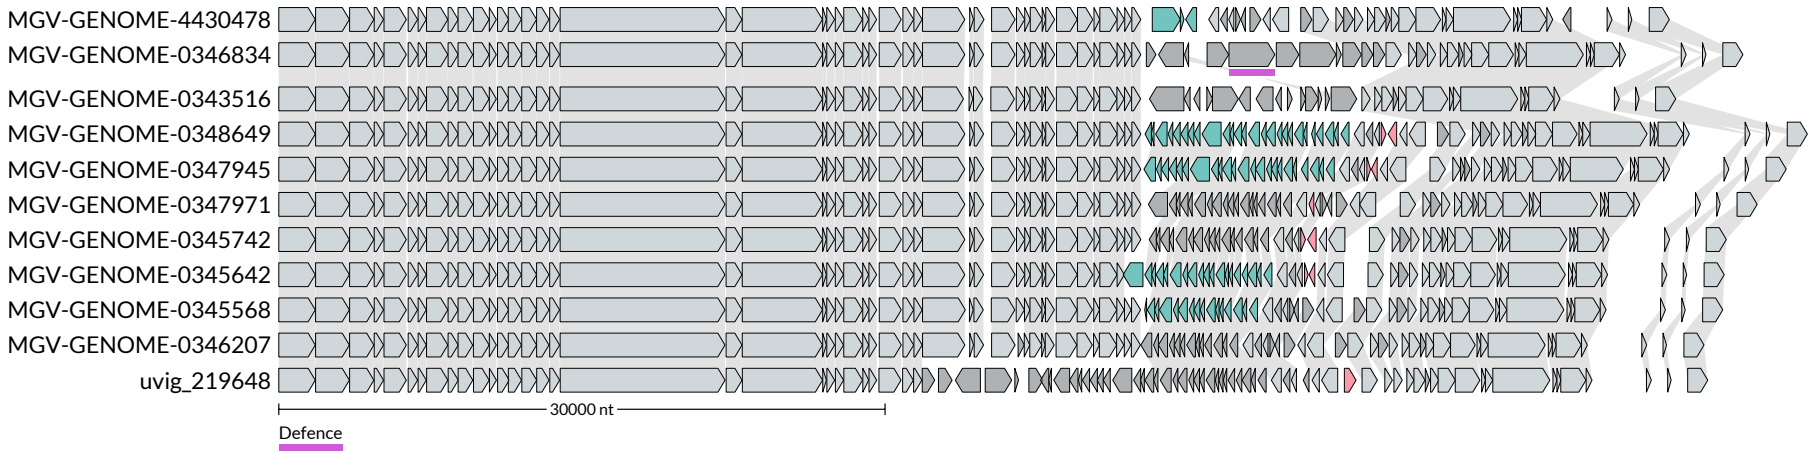 MGV-GENOME-4430478
MGV-GENOME-0346834
MGV-GENOME-0343516
MGV-GENOME-0348649
MGV-GENOME-0347945
MGV-GENOME-0347971
MGV-GENOME-0345742
MGV-GENOME-0345642
MGV-GENOME-0345568
MGV-GENOME-0346207
uvig_219648
30000 nt
Defence